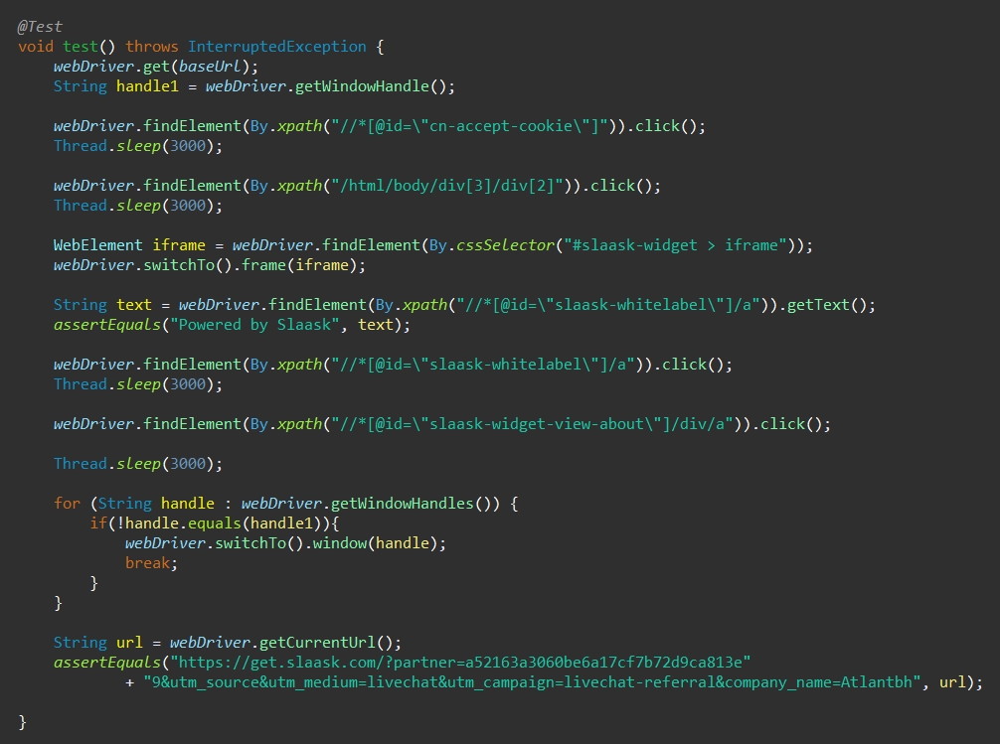 @Test
void test() throws InterruptedException {
    webDriver.get(baseUrl);
    String handle1 = webDriver.getWindowHandle();

    webDriver.findElement(By.xpath("//*[@id=\"cn-accept-cookie\"]")).click();
    Thread.sleep(3000);

    webDriver.findElement(By.xpath("/html/body/div[3]/div[2]")).click();
    Thread.sleep(3000);

    WebElement iframe = webDriver.findElement(By.cssSelector("#slaask-widget > iframe"));
    webDriver.switchTo().frame(iframe);

    String text = webDriver.findElement(By.xpath("//*[@id=\"slaask-whitelabel\"]/a")).getText();
    assertEquals("Powered by Slaask", text);

    webDriver.findElement(By.xpath("//*[@id=\"slaask-whitelabel\"]/a")).click();
    Thread.sleep(3000);

    webDriver.findElement(By.xpath("//*[@id=\"slaask-widget-view-about\"]/div/a")).click();

    Thread.sleep(3000);

    for (String handle : webDriver.getWindowHandles()) {
        if(!handle.equals(handle1)){
            webDriver.switchTo().window(handle);
            break;
        }
    }

    String url = webDriver.getCurrentUrl();
    assertEquals("https://get.slaask.com/?partner=a52163a3060be6a17cf7b72d9ca813e"
            + "9&utm_source&utm_medium=livechat&utm_campaign=livechat-referral&company_name=Atlantbh", url);

}